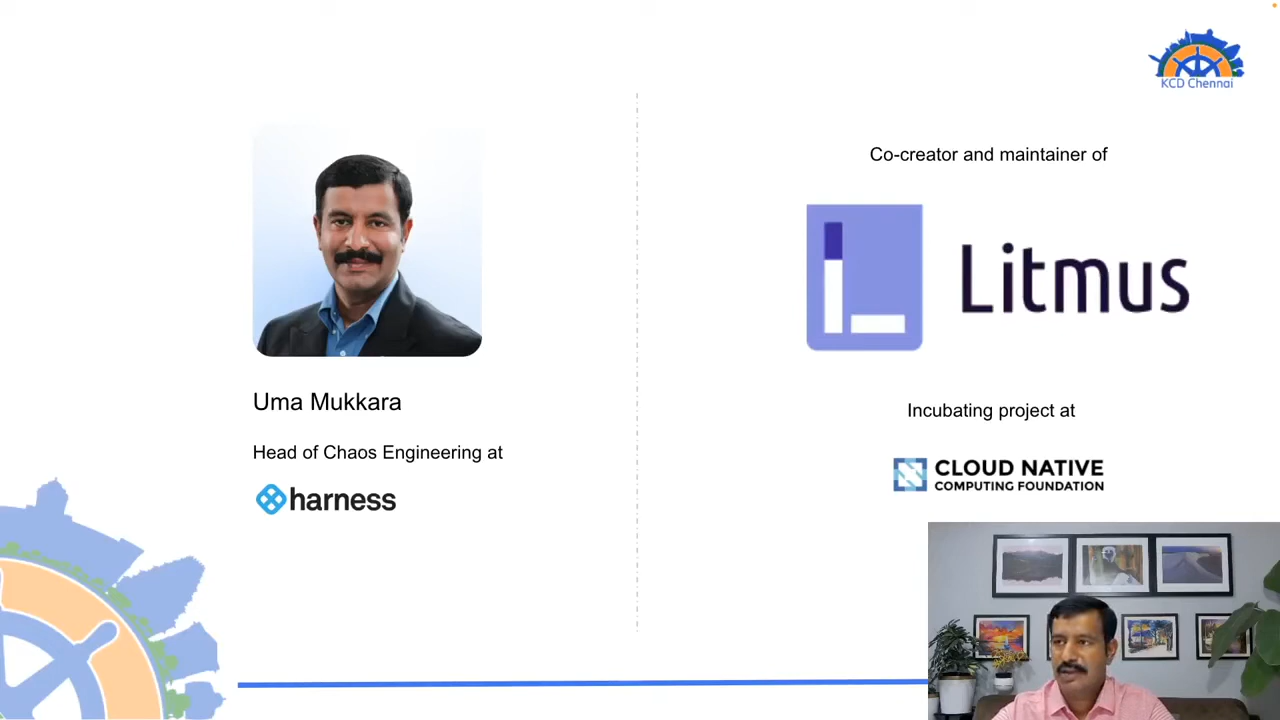 KCD Chennai
Uma Mukkara
Head of Chaos Engineering at
harness
Co-creator and maintainer of
Litmus
Incubating project at
CLOUD NATIVE
COMPUTING FOUNDATION